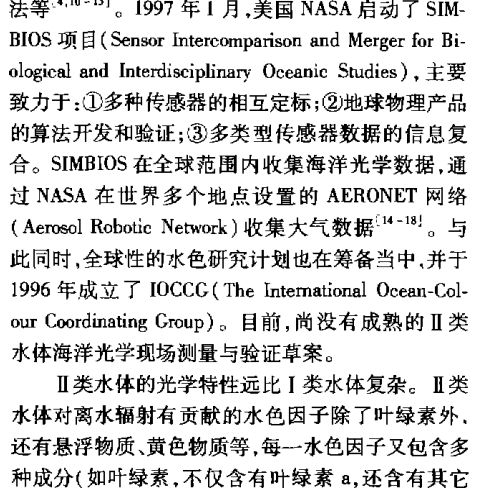 法等[4,10-13]。1997 年 1 月,美国 NASA 启动了 SIM-
BIOS 项目(Sensor Intercomparison and Merger for Bi-
ological and Interdisciplinary Oceanic Studies),主要
致力于:①多种传感器的相互定标;②地球物理产品
的算法开发和验证;③多类型传感器数据的信息复
合。SIMBIOS 在全球范围内收集海洋光学数据,通
过 NASA 在世界多个地点设置的 AERONET 网络
(Aerosol Robotic Network)收集大气数据[14-18]。与
此同时,全球性的水色研究计划也在筹备当中,并于
1996 年成立了 IOCCG(The International Ocean-Col-
our Coordinating Group)。目前,尚没有成熟的Ⅱ类
水体海洋光学现场测量与验证草案。
Ⅱ类水体的光学特性远比Ⅰ类水体复杂。Ⅱ类
水体对离水辐射有贡献的水色因子除了叶绿素外,
还有悬浮物质、黄色物质等,每一水色因子又包含多
种成分(如叶绿素,不仅含有叶绿素 a,还含有其它